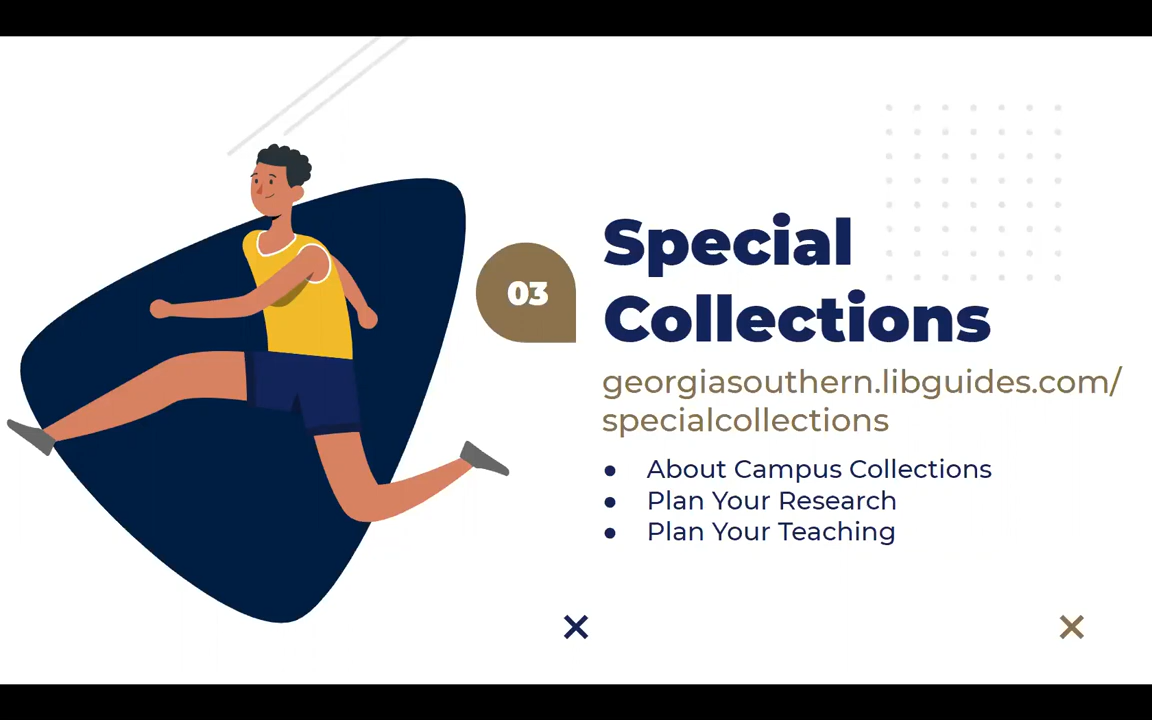 03
Special
Collections
georgiasouthern.libguides.com/
specialcollections
● About Campus Collections
● Plan Your Research
● Plan Your Teaching